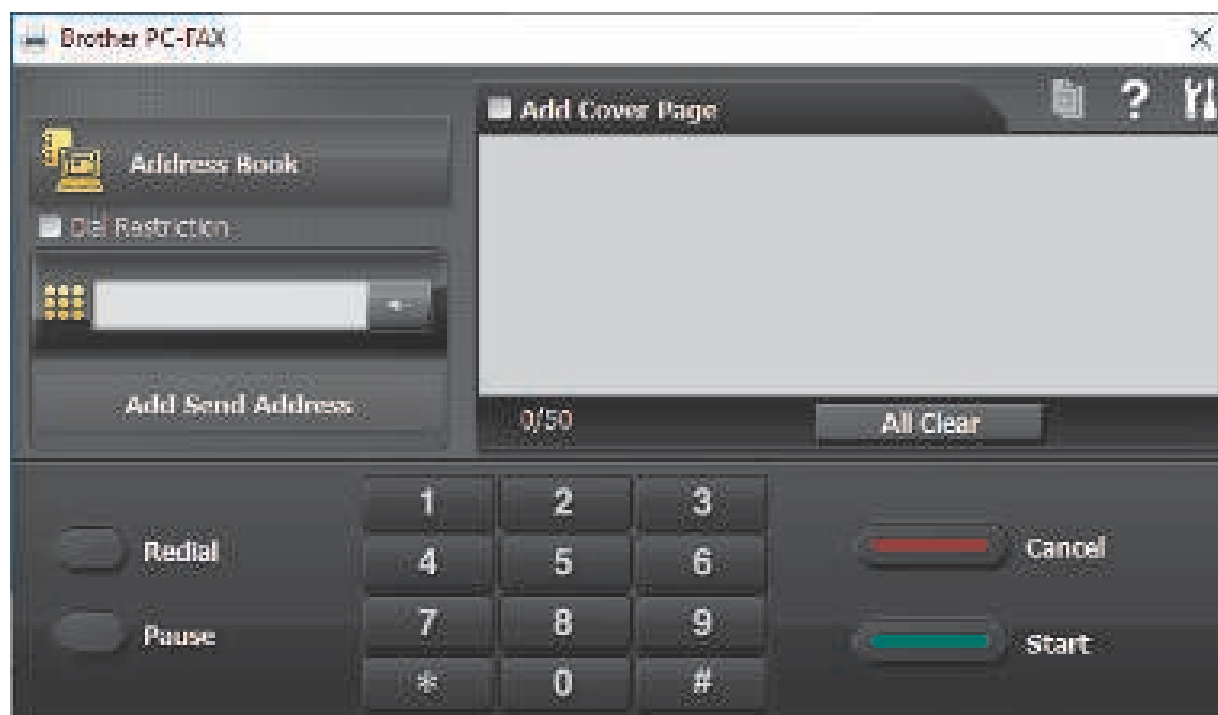 Brother PC-FAX
Add Cover Page
?
Address Book
Dial Restriction
Add Send Address
0/50
All Clear
1 2 3
Redial
4 5 6
Cancel
Pause
7 8 9
Start
* 0 #